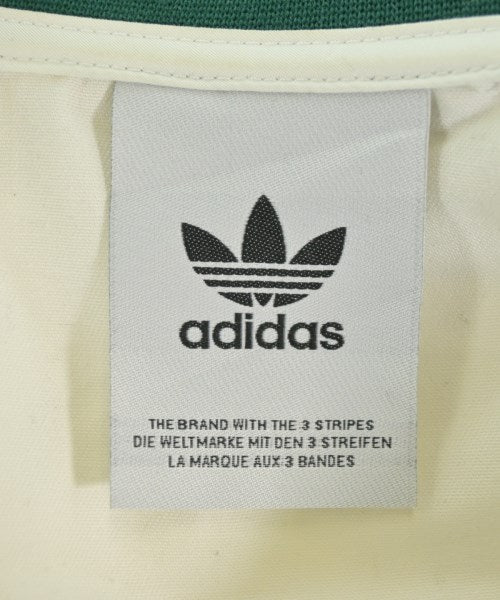 adidas
THE BRAND WITH THE 3 STRIPES
DIE WELTMARKE MIT DEN 3 STREIFEN
LA MARQUE AUX 3 BANDES